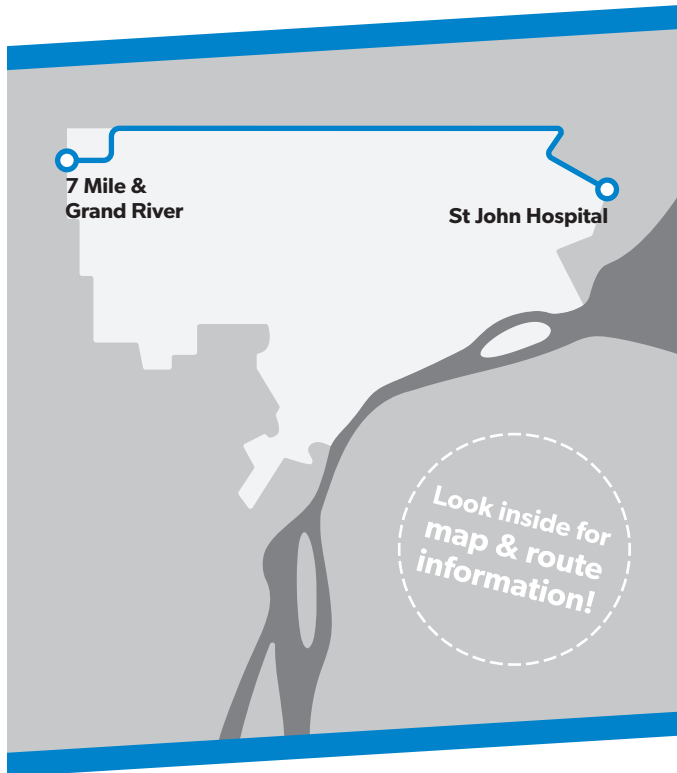 7 Mile &
Grand River
St John Hospital
Look inside for
map & route
information!